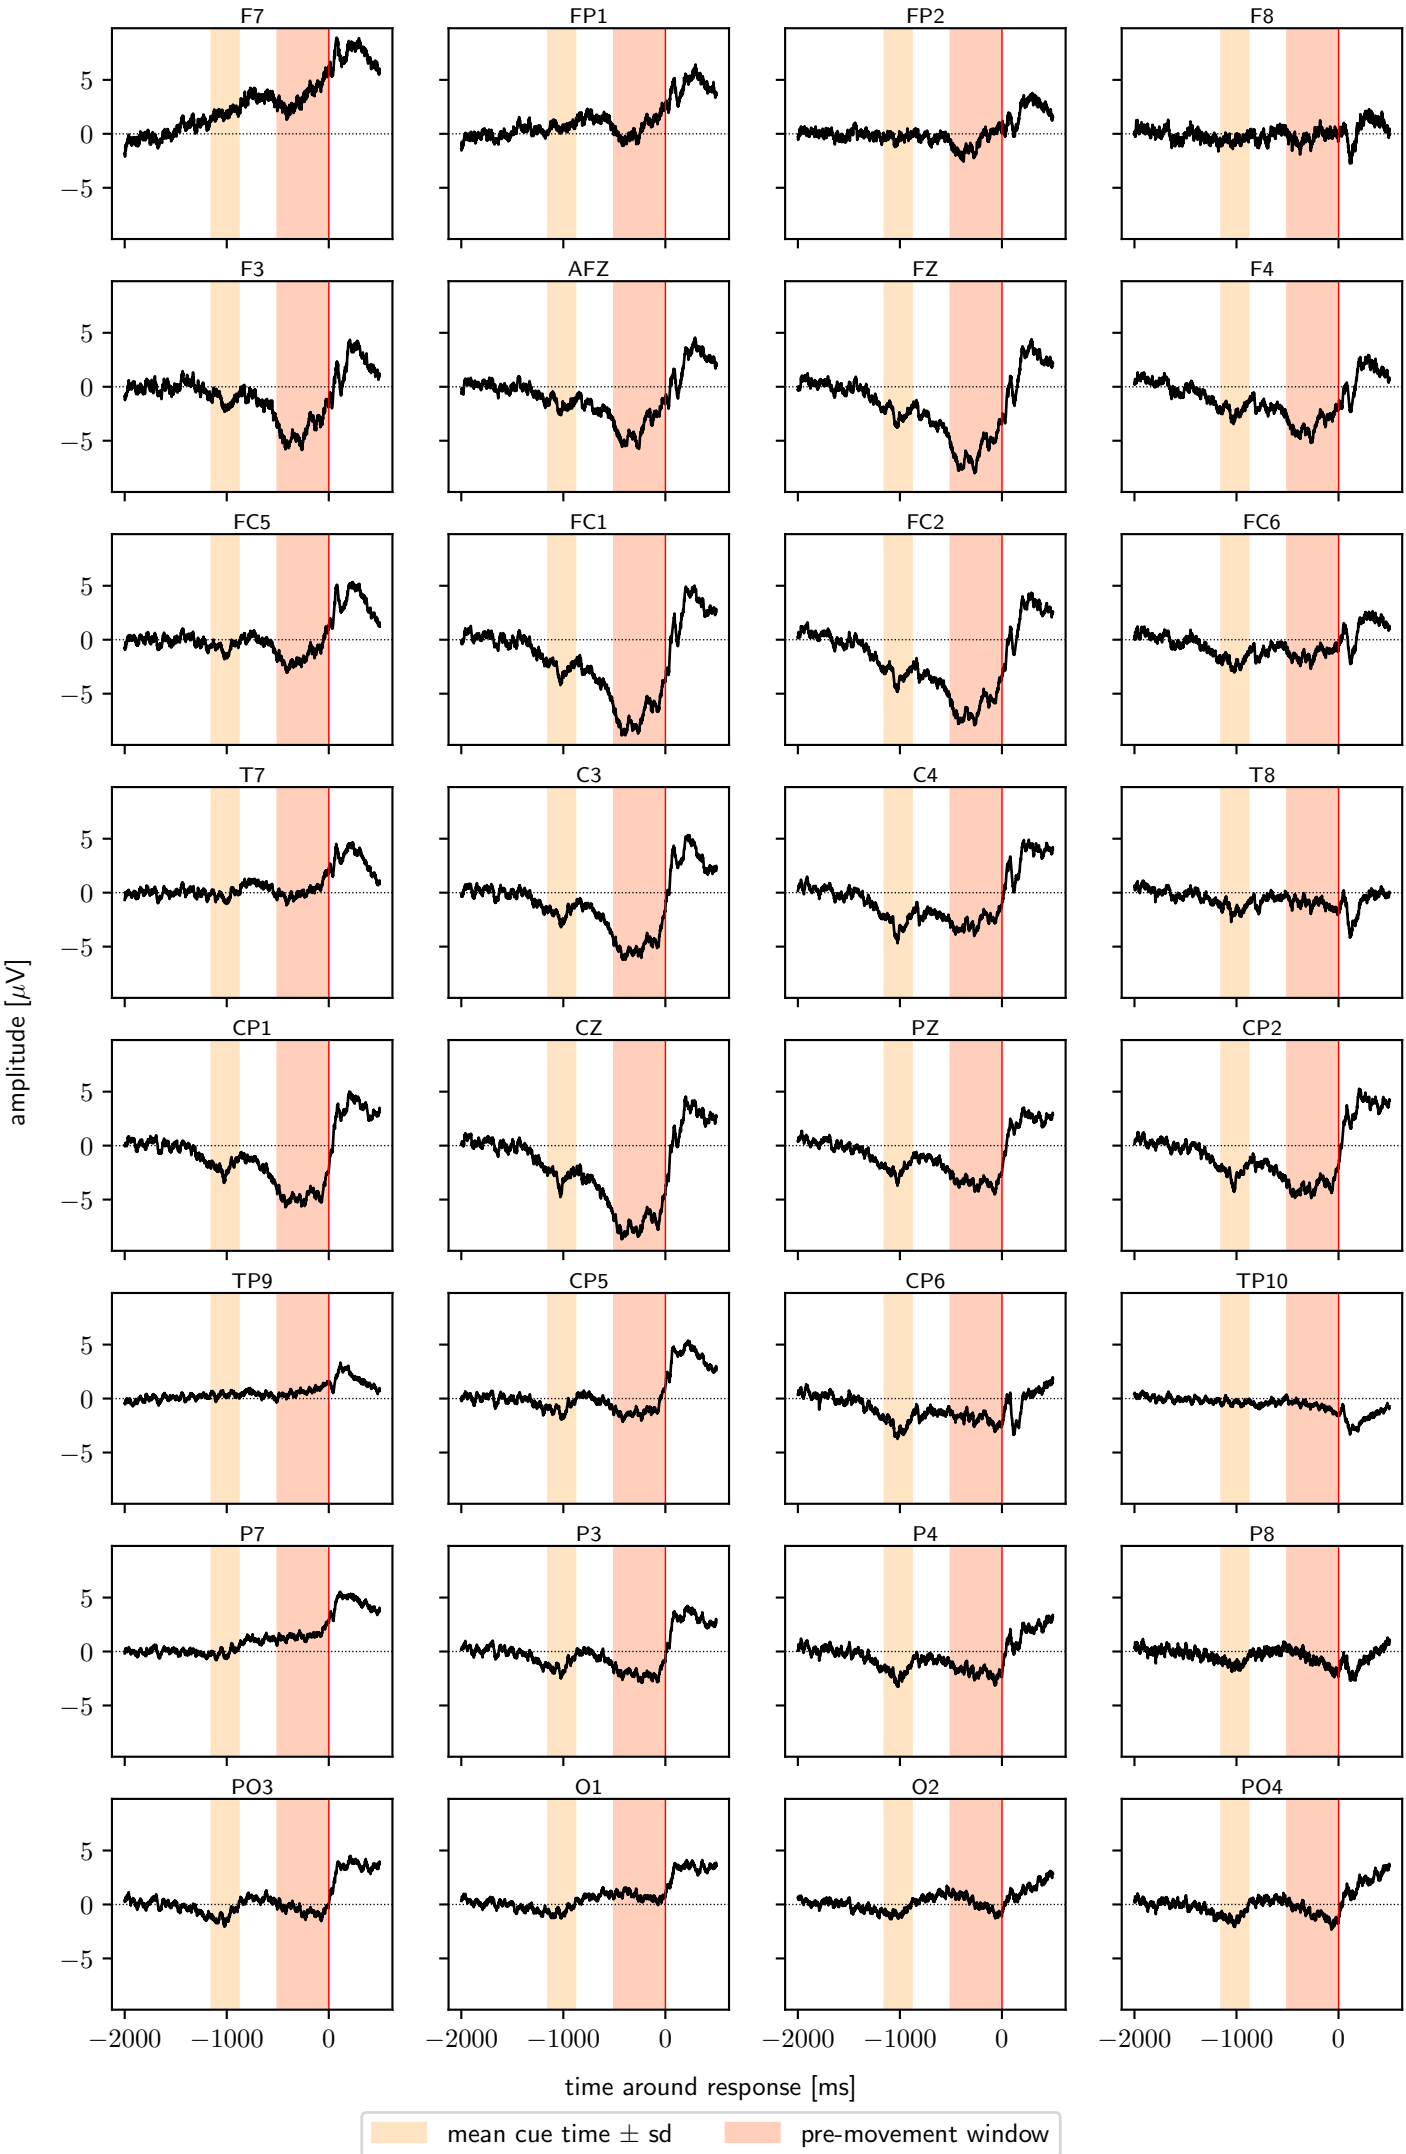 F7 FP1 FP2 F8
5
0
−5
F3 AFZ FZ F4
5
0
−5
FC5 FC1 FC2 FC6
5
0
−5
T7 C3 C4 T8
5
0
−5
amplitude [μV]
CP1 CZ PZ CP2
5
0
−5
TP9 CP5 CP6 TP10
5
0
−5
P7 P3 P4 P8
5
0
−5
PO3 O1 O2 PO4
5
0
−5
−2000 −1000 0 −2000 −1000 0 −2000 −1000 0 −2000 −1000 0
time around response [ms]
mean cue time ± sd pre-movement window